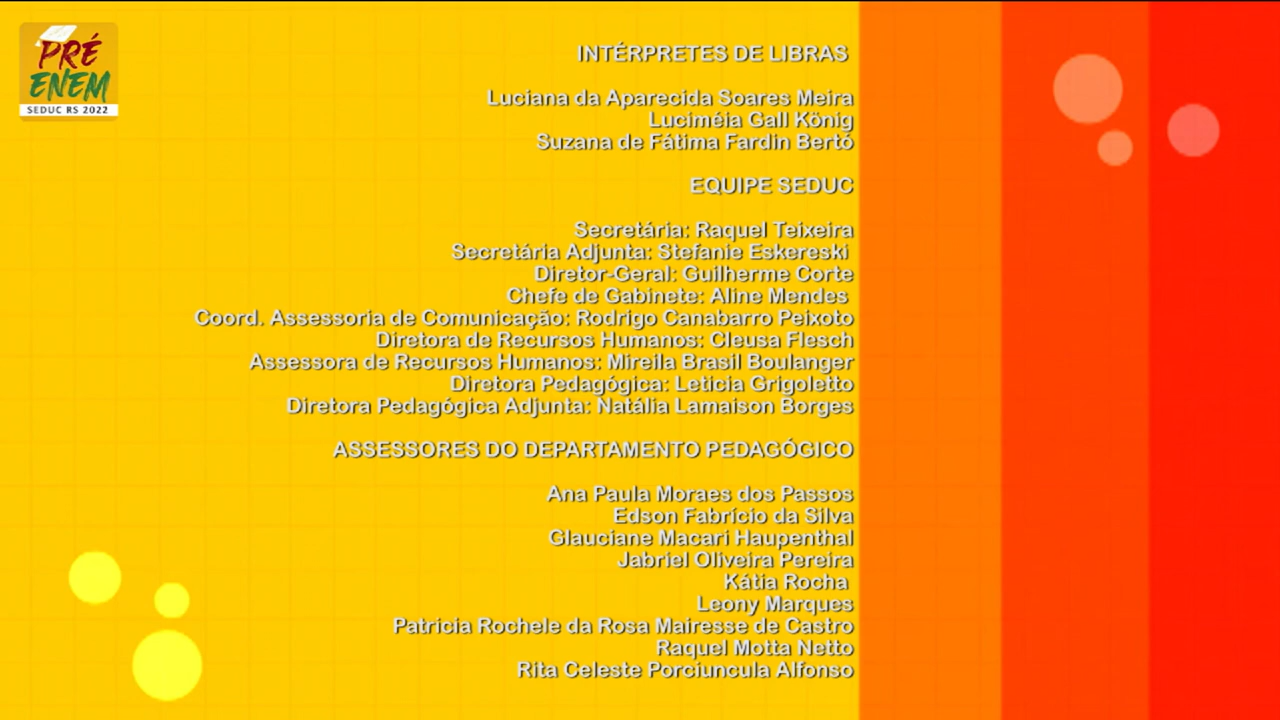 PRÉ
ENEM
SEDUC RS 2022
INTÉRPRETES DE LIBRAS
Luciana da Aparecida Soares Meira
Luciméia Gall König
Suzana de Fátima Fardin Bertó
EQUIPE SEDUC
Secretária: Raquel Teixeira
Secretária Adjunta: Stefanie Eskereski
Diretor-Geral: Guilherme Corte
Chefe de Gabinete: Aline Mendes
Coord. Assessoria de Comunicação: Rodrigo Canabarro Peixoto
Diretora de Recursos Humanos: Cleusa Flesch
Assessora de Recursos Humanos: Mireila Brasil Boulanger
Diretora Pedagógica: Leticia Grigoletto
Diretora Pedagógica Adjunta: Natália Lamaison Borges
ASSESSORES DO DEPARTAMENTO PEDAGÓGICO
Ana Paula Moraes dos Passos
Edson Fabrício da Silva
Glauciane Macari Haupenthal
Jabriel Oliveira Pereira
Kátia Rocha
Leony Marques
Patricia Rochele da Rosa Mairesse de Castro
Raquel Motta Netto
Rita Celeste Porciuncula Alfonso